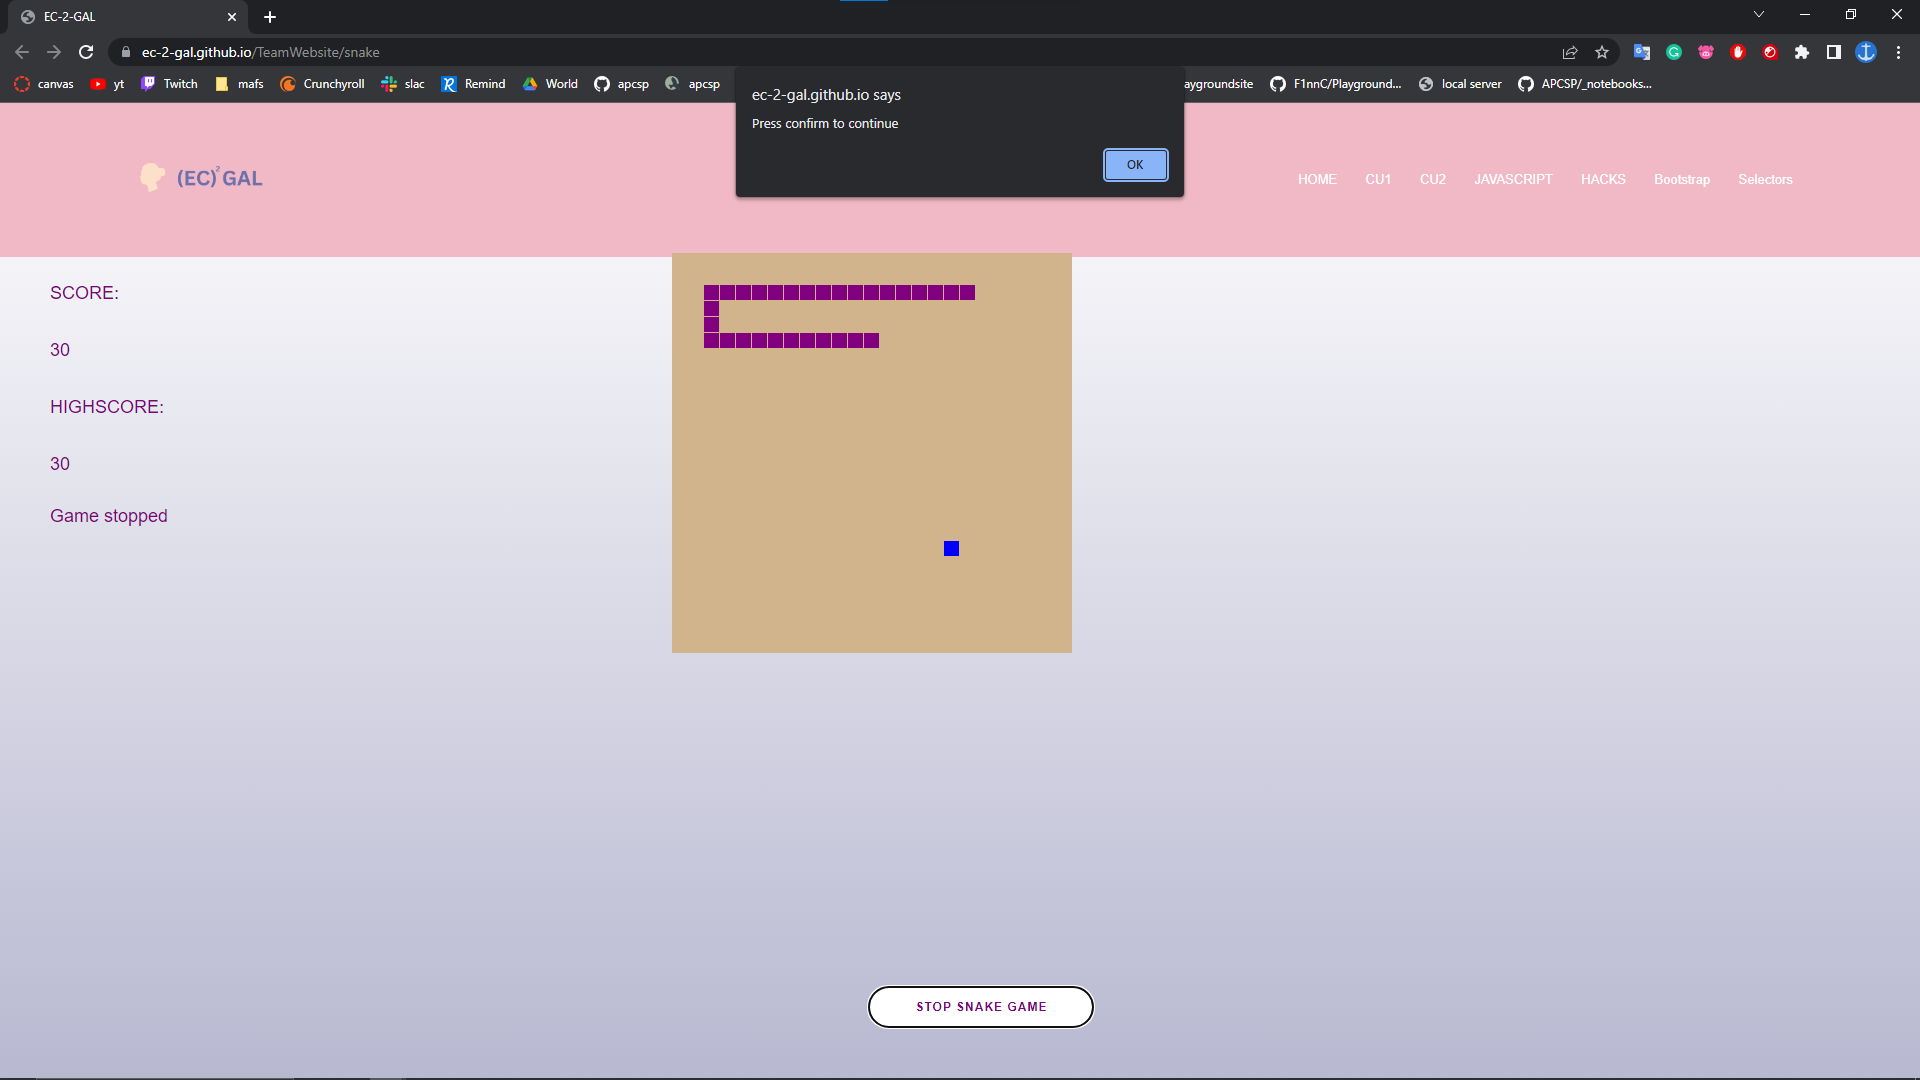 EC-2-GAL
ec-2-gal.github.io/TeamWebsite/snake
canvas yt Twitch mafs Crunchyroll slac Remind World apcsp apcsp aygroundsite F1nnC/Playground... local server APCSP/_notebooks...
ec-2-gal.github.io says
Press confirm to continue
OK
(EC)² GAL
HOME CU1 CU2 JAVASCRIPT HACKS Bootstrap Selectors
SCORE:
30
HIGHSCORE:
30
Game stopped
STOP SNAKE GAME